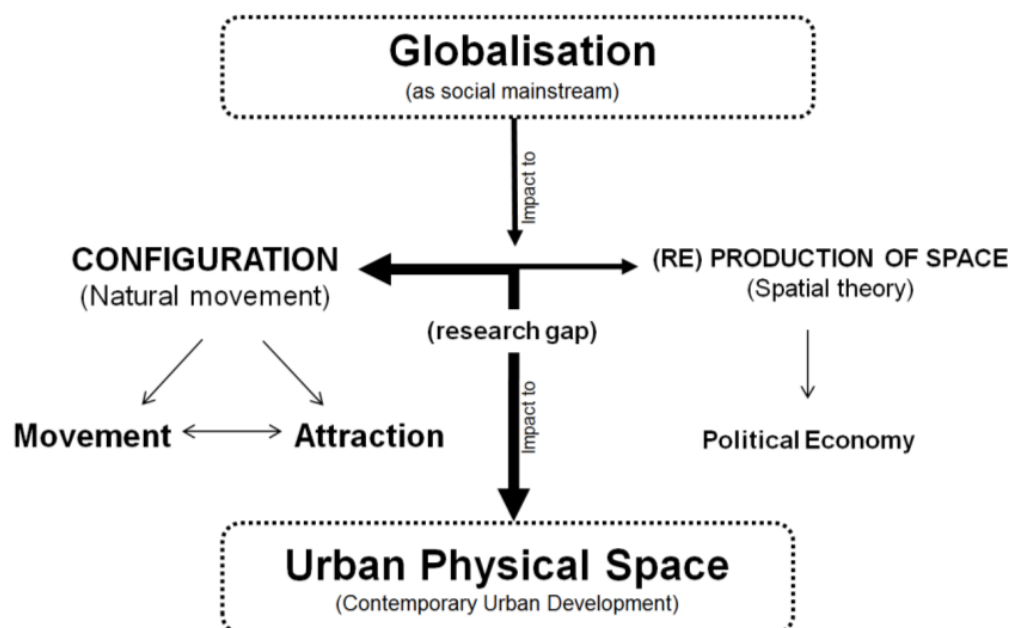 Globalisation
(as social mainstream)
Impact to
CONFIGURATION
(Natural movement)
(RE) PRODUCTION OF SPACE
(Spatial theory)
(research gap)
Impact to
Movement
Attraction
Political Economy
Urban Physical Space
(Contemporary Urban Development)